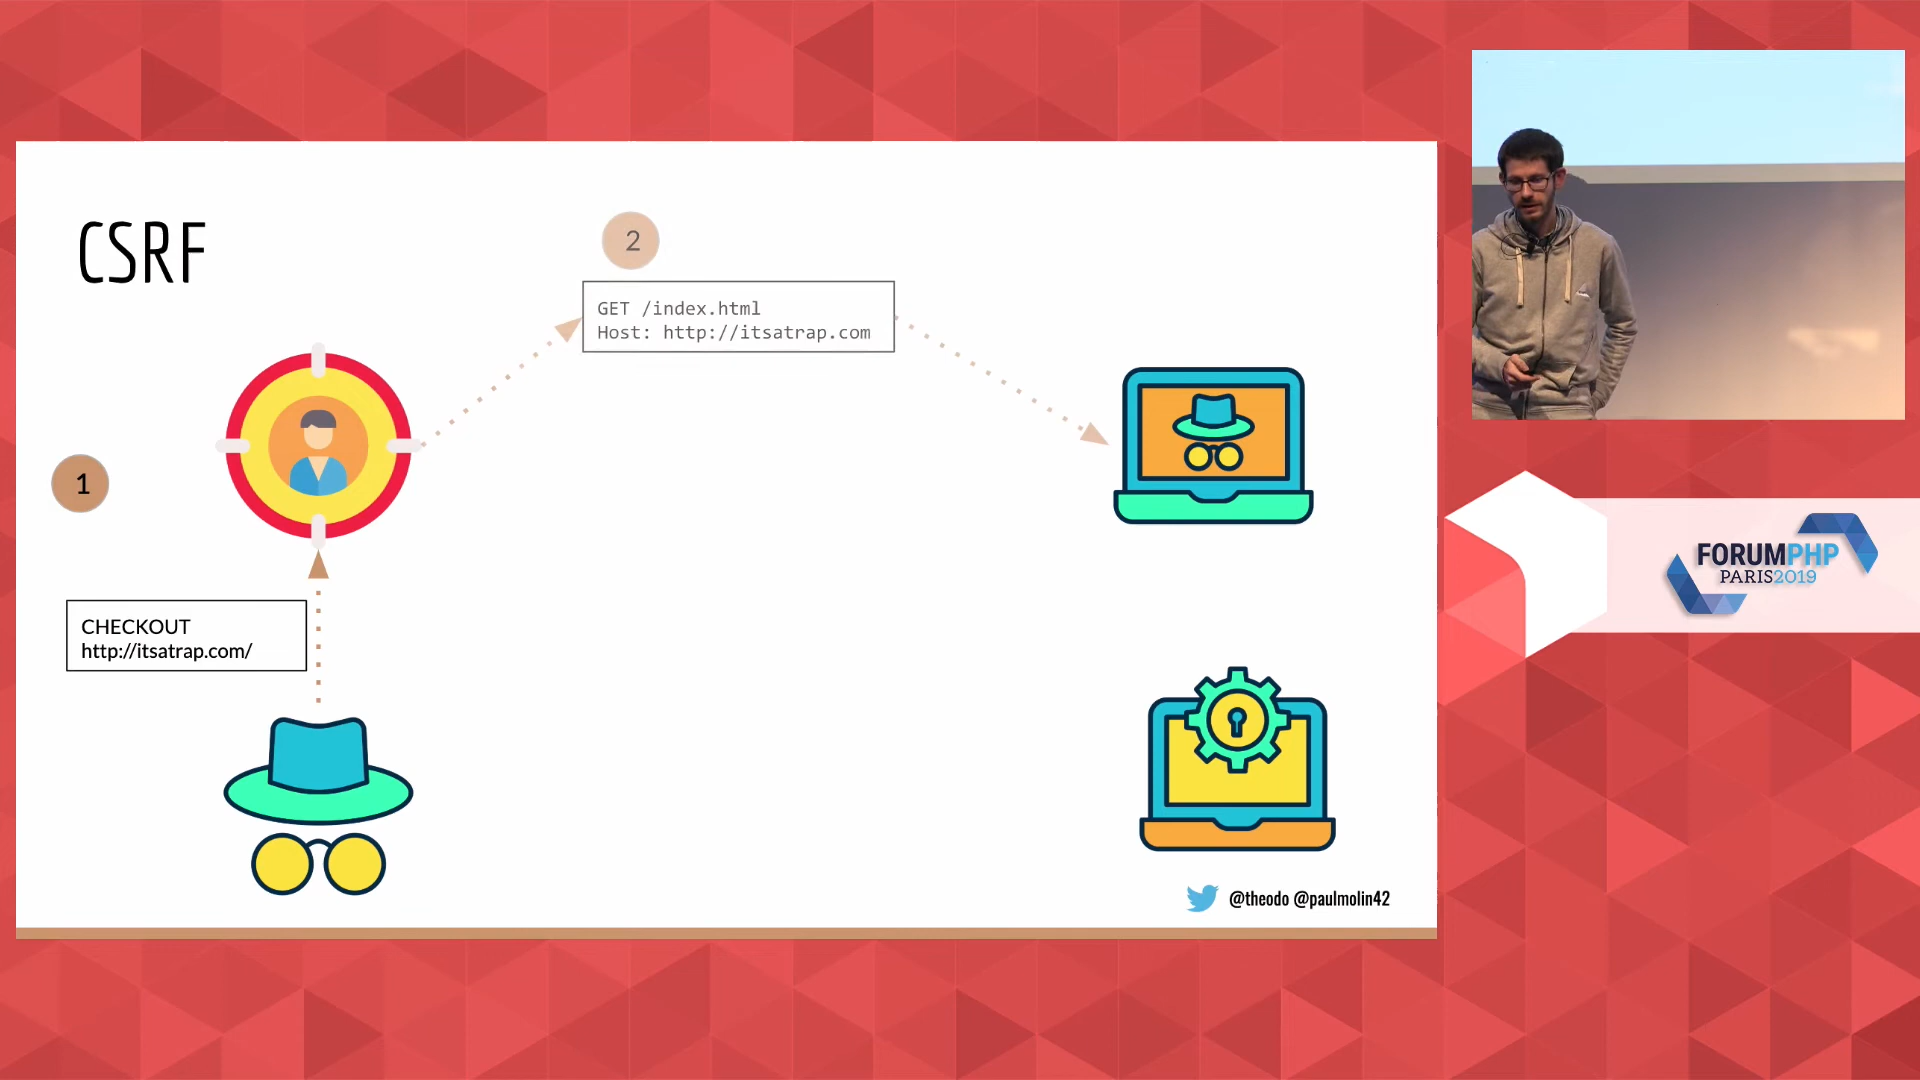 CSRF
2
GET /index.html
Host: http://itsatrap.com
1
CHECKOUT
http://itsatrap.com/
@theodo @paulmolin42
FORUMPHP
PARIS2019